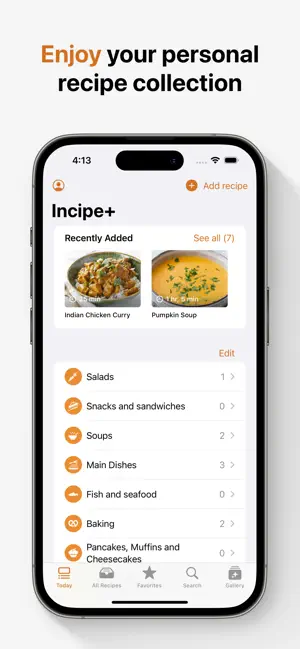 Enjoy your personal
recipe collection
4:13
Add recipe
Incipe+
Recently Added
See all (7)
25 min
1 hr, 5 min
Indian Chicken Curry
Pumpkin Soup
Edit
Salads 1
Snacks and sandwiches 0
Soups 2
Main Dishes 3
Fish and seafood 0
Baking 2
Pancakes, Muffins and
Cheesecakes 0
Today
All Recipes
Favorites
Search
Gallery